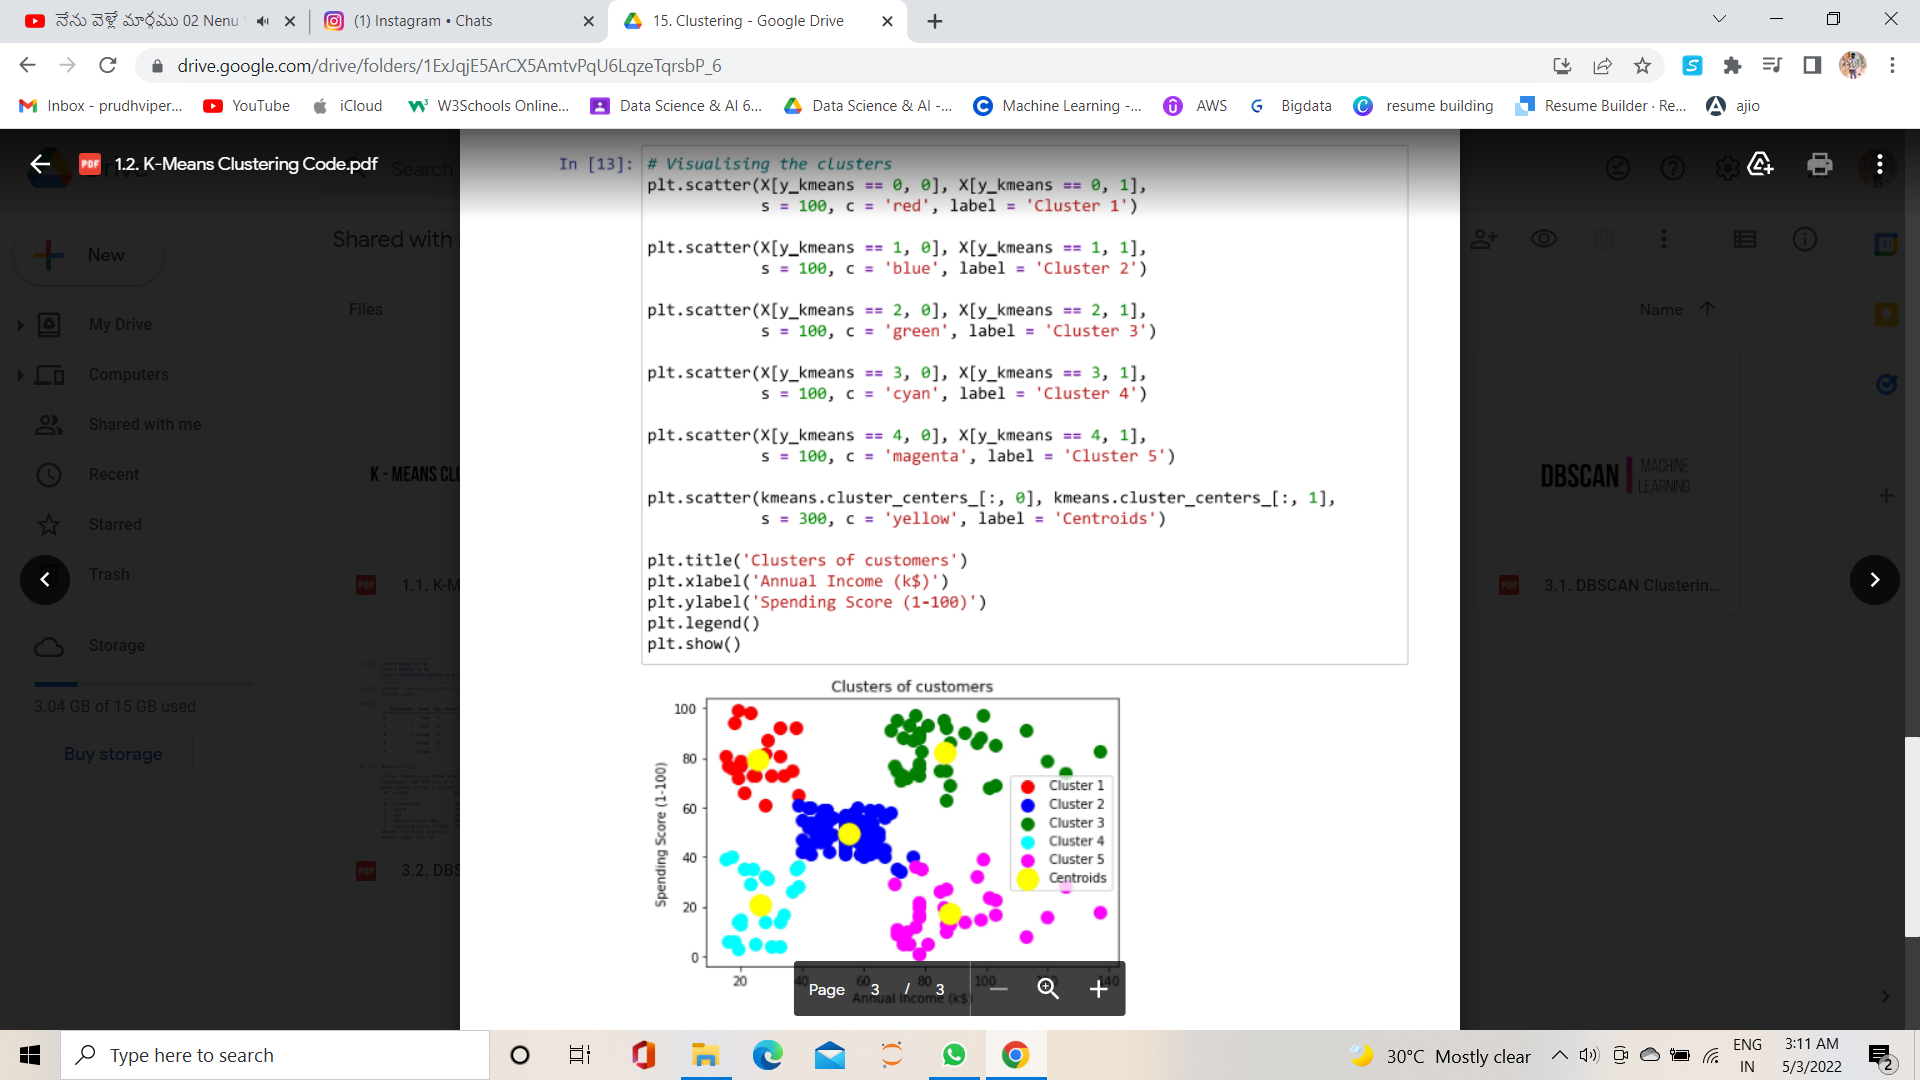 నేను వెళ్లే మార్గము 02 Nenu
(1) Instagram • Chats
15. Clustering - Google Drive
drive.google.com/drive/folders/1ExJqjE5ArCX5AmtvPqU6LqzeTqrsbP_6
Inbox - prudhviper...
YouTube
iCloud
W3Schools Online...
Data Science & AI 6...
Data Science & AI -...
Machine Learning -...
AWS
Bigdata
resume building
Resume Builder · Re...
ajio
PDF 1.2. K-Means Clustering Code.pdf
Search
New
My Drive
Computers
Shared with me
Recent
Starred
Trash
Storage
3.04 GB of 15 GB used
Buy storage
Shared with
Files
K - MEANS CLU
PDF 1.1. K-M
PDF 3.2. DBS
In [13]: # Visualising the clusters
plt.scatter(X[y_kmeans == 0, 0], X[y_kmeans == 0, 1],
s = 100, c = 'red', label = 'Cluster 1')
plt.scatter(X[y_kmeans == 1, 0], X[y_kmeans == 1, 1],
s = 100, c = 'blue', label = 'Cluster 2')
plt.scatter(X[y_kmeans == 2, 0], X[y_kmeans == 2, 1],
s = 100, c = 'green', label = 'Cluster 3')
plt.scatter(X[y_kmeans == 3, 0], X[y_kmeans == 3, 1],
s = 100, c = 'cyan', label = 'Cluster 4')
plt.scatter(X[y_kmeans == 4, 0], X[y_kmeans == 4, 1],
s = 100, c = 'magenta', label = 'Cluster 5')
plt.scatter(kmeans.cluster_centers_[:, 0], kmeans.cluster_centers_[:, 1],
s = 300, c = 'yellow', label = 'Centroids')
plt.title('Clusters of customers')
plt.xlabel('Annual Income (k$)')
plt.ylabel('Spending Score (1-100)')
plt.legend()
plt.show()
Clusters of customers
Spending Score (1-100)
100
80
60
40
20
0
Cluster 1
Cluster 2
Cluster 3
Cluster 4
Cluster 5
Centroids
20 40 60 80 100 140
Annual Income (k$)
Page 3 / 3
Name
DBSCAN MACHINE
LEARNING
PDF 3.1. DBSCAN Clusterin...
31
Type here to search
30°C Mostly clear
ENG
IN
3:11 AM
5/3/2022
2